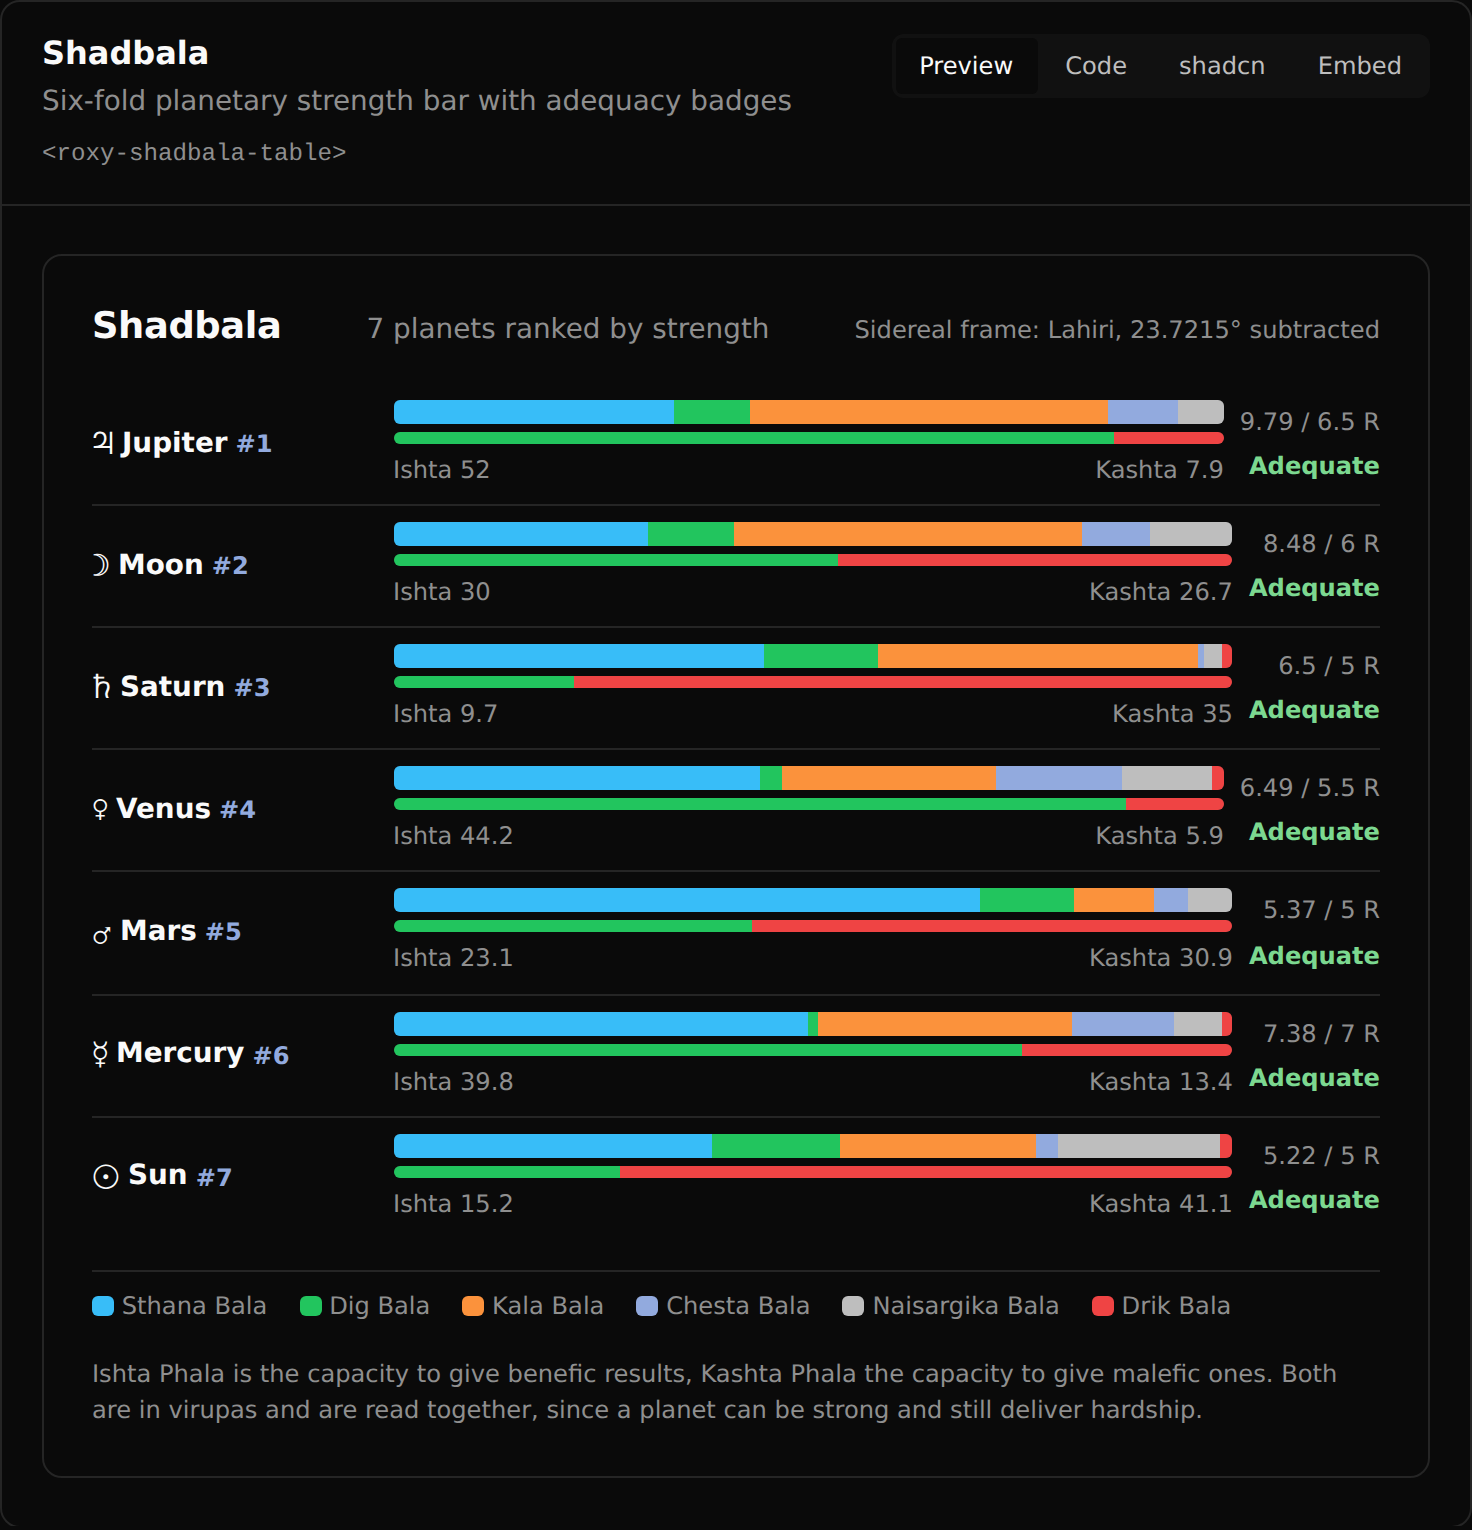 Shadbala
Preview Code shadcn Embed
Six-fold planetary strength bar with adequacy badges
<roxy-shadbala-table>
Shadbala 7 planets ranked by strength Sidereal frame: Lahiri, 23.7215° subtracted
♃ Jupiter #1 9.79 / 6.5 R
Ishta 52 Kashta 7.9 Adequate
☽ Moon #2 8.48 / 6 R
Ishta 30 Kashta 26.7 Adequate
♄ Saturn #3 6.5 / 5 R
Ishta 9.7 Kashta 35 Adequate
♀ Venus #4 6.49 / 5.5 R
Ishta 44.2 Kashta 5.9 Adequate
♂ Mars #5 5.37 / 5 R
Ishta 23.1 Kashta 30.9 Adequate
☿ Mercury #6 7.38 / 7 R
Ishta 39.8 Kashta 13.4 Adequate
☉ Sun #7 5.22 / 5 R
Ishta 15.2 Kashta 41.1 Adequate
Sthana Bala Dig Bala Kala Bala Chesta Bala Naisargika Bala Drik Bala
Ishta Phala is the capacity to give benefic results, Kashta Phala the capacity to give malefic ones. Both
are in virupas and are read together, since a planet can be strong and still deliver hardship.